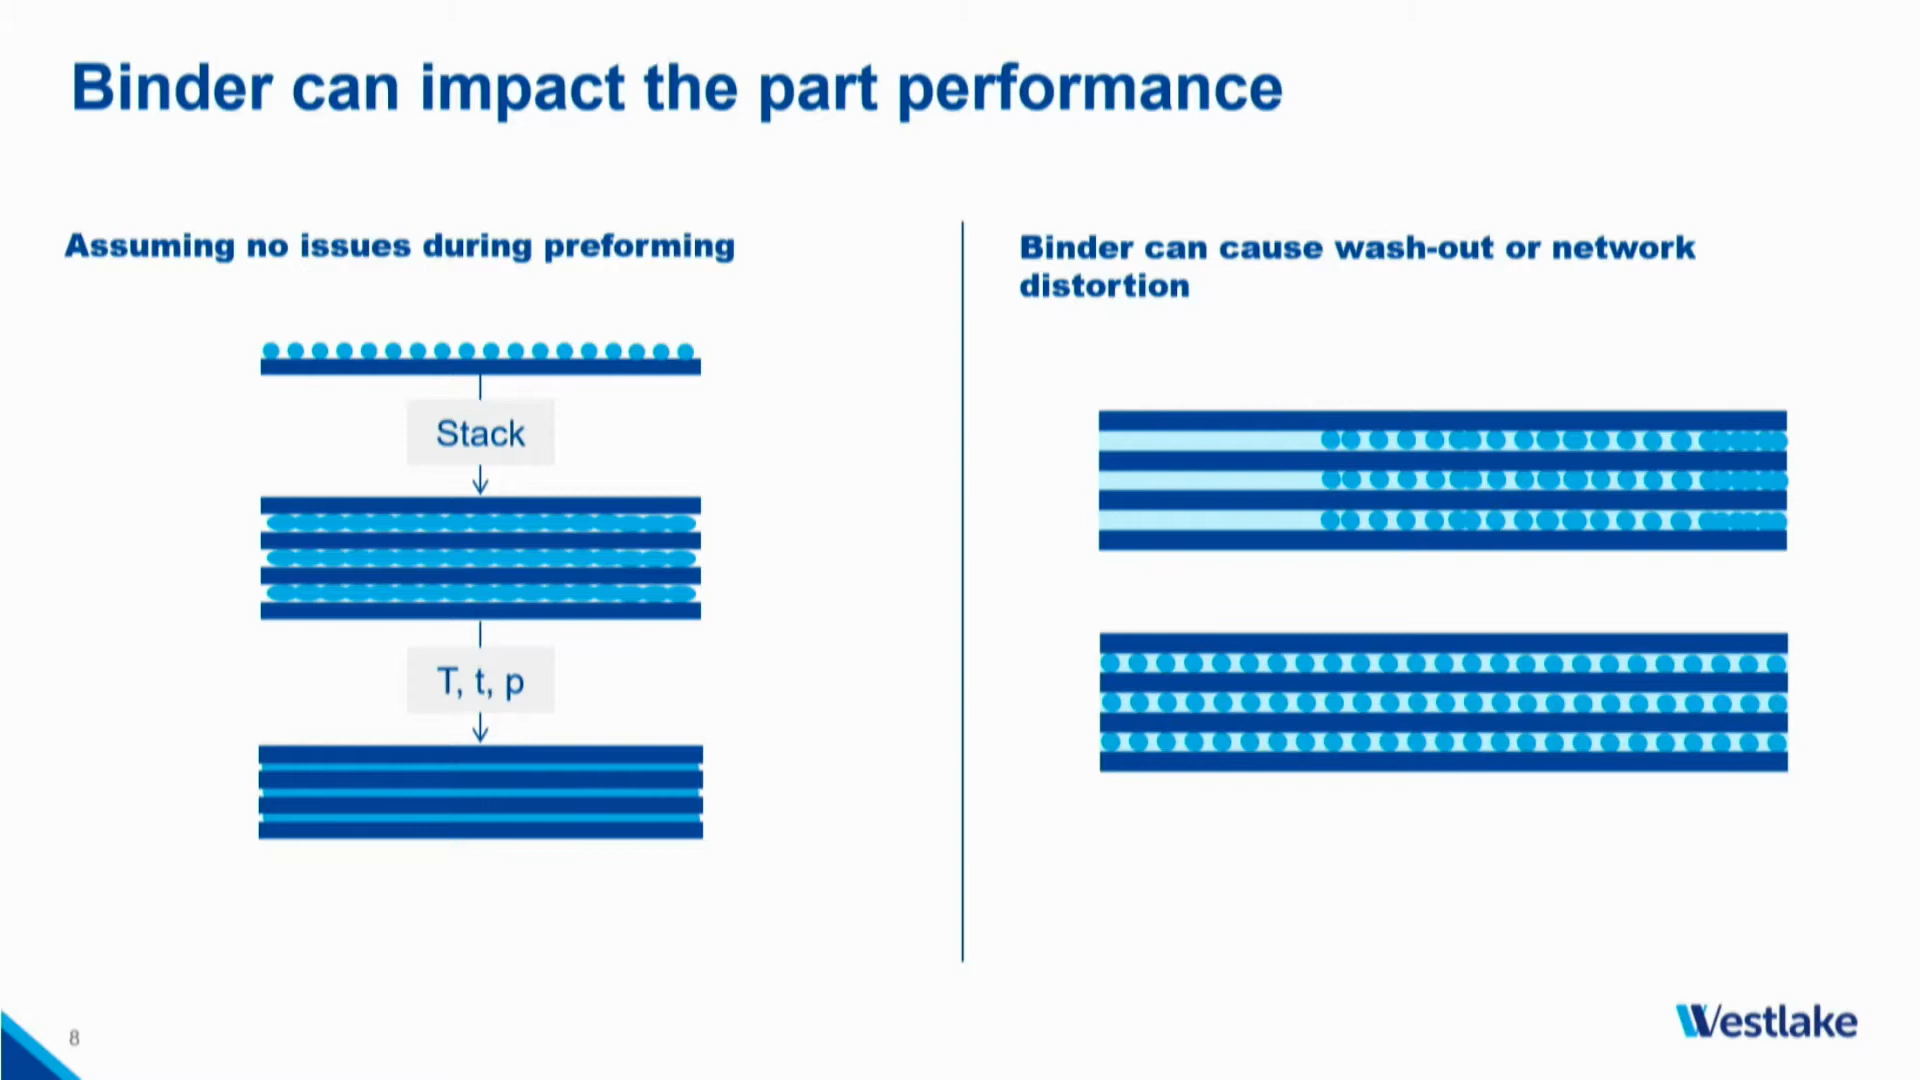 Binder can impact the part performance
Assuming no issues during preforming
Stack
T, t, p
Binder can cause wash-out or network
distortion
8
Westlake